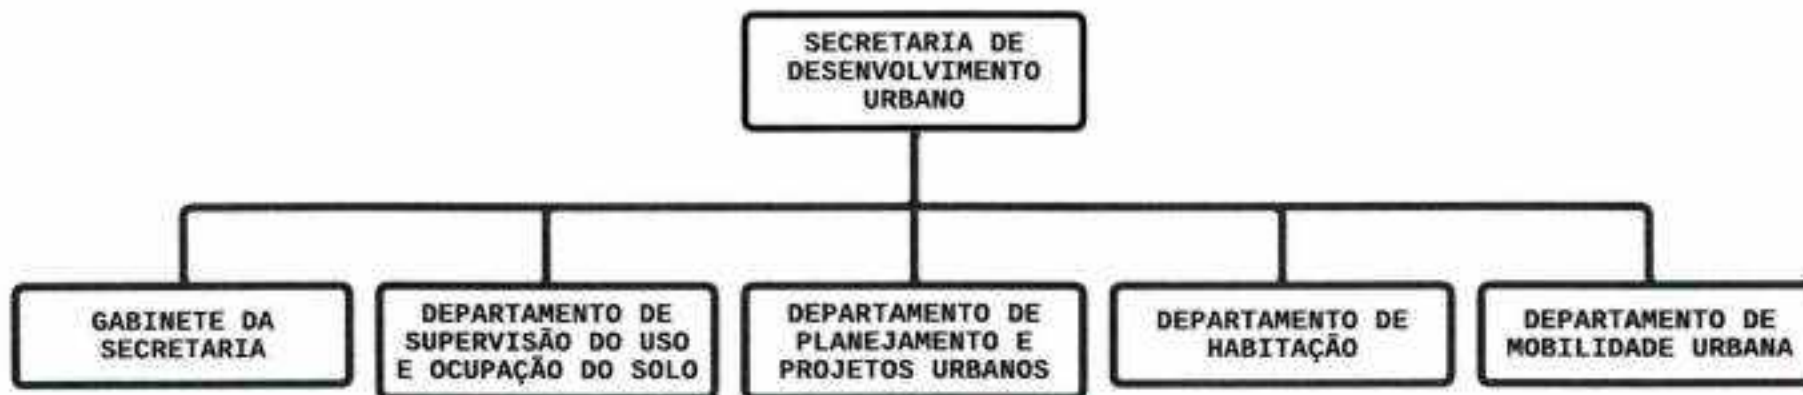 SECRETARIA DE
DESENVOLVIMENTO
URBANO
GABINETE DA
SECRETARIA
DEPARTAMENTO DE
SUPERVISÃO DO USO
E OCUPAÇÃO DO SOLO
DEPARTAMENTO DE
PLANEJAMENTO E
PROJETOS URBANOS
DEPARTAMENTO DE
HABITAÇÃO
DEPARTAMENTO DE
MOBILIDADE URBANA